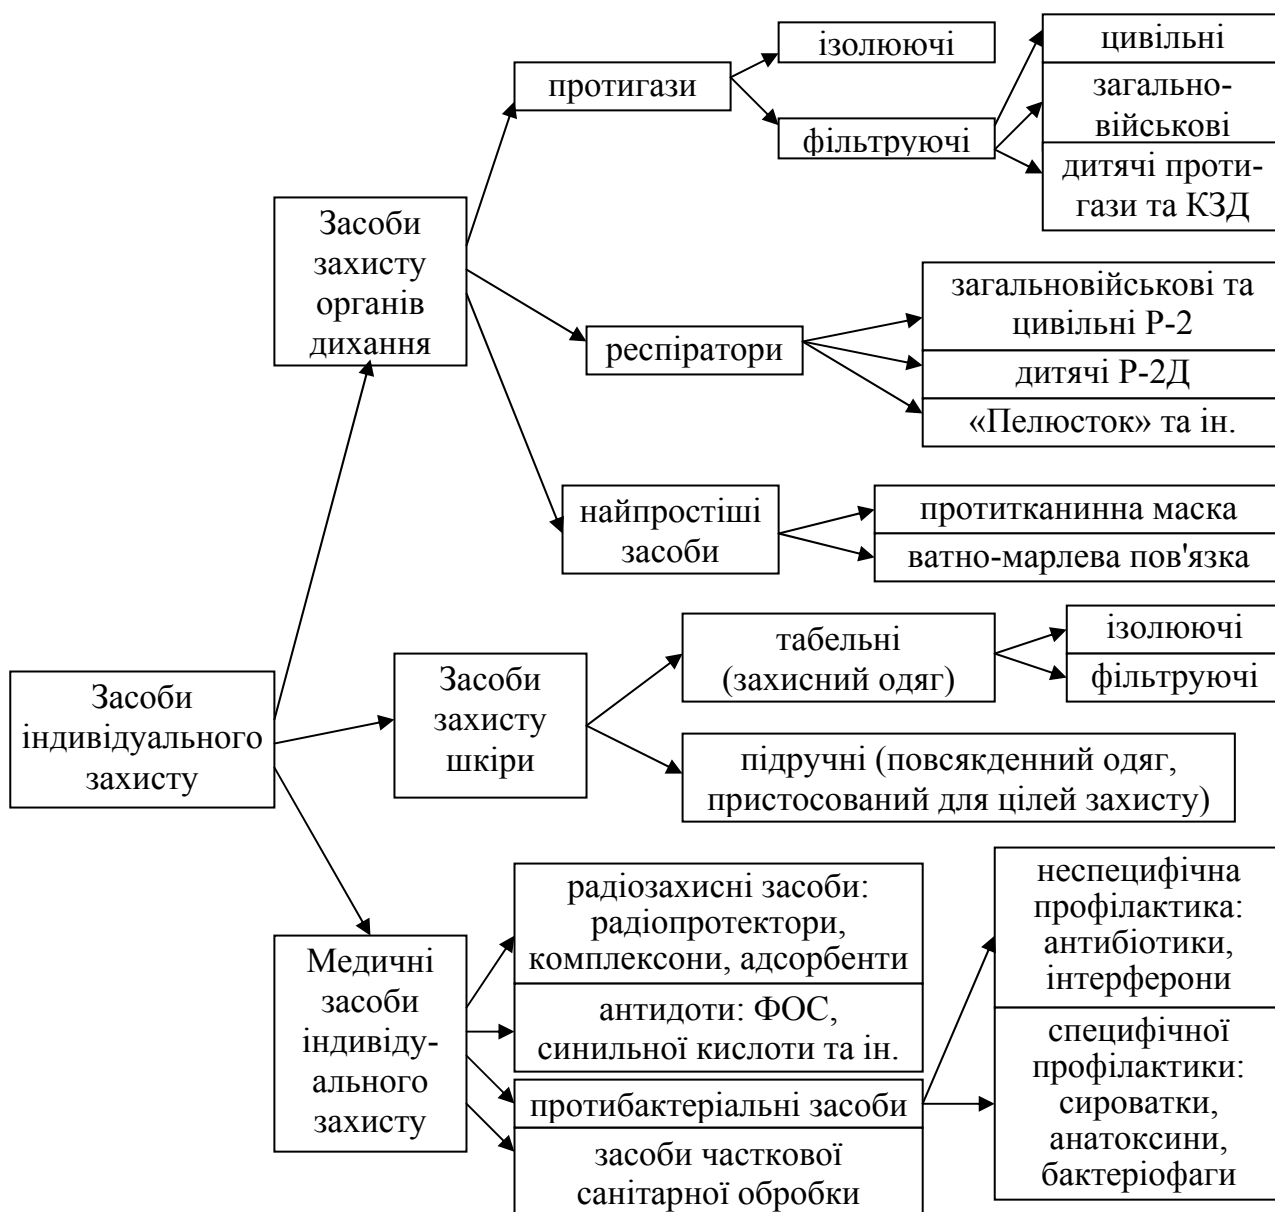 ізолюючі
цивільні
протигази
загально-
військові
фільтруючі
дитячі проти-
гази та КЗД
Засоби
захисту
органів
дихання
загальновійськові та
цивільні Р-2
респіратори
дитячі Р-2Д
«Пелюсток» та ін.
найпростіші
засоби
протитканинна маска
ватно-марлева пов'язка
Засоби
індивідуального
захисту
Засоби
захисту
шкіри
табельні
(захисний одяг)
ізолюючі
фільтруючі
підручні (повсякденний одяг,
пристосований для цілей захисту)
Медичні
засоби
індивіду-
ального
захисту
радіозахисні засоби:
радіопротектори,
комплексони, адсорбенти
антидоти: ФОС,
синильної кислоти та ін.
протибактеріальні засоби
засоби часткової
санітарної обробки
неспецифічна
профілактика:
антибіотики,
інтерферони
специфічної
профілактики:
сироватки,
анатоксини,
бактеріофаги